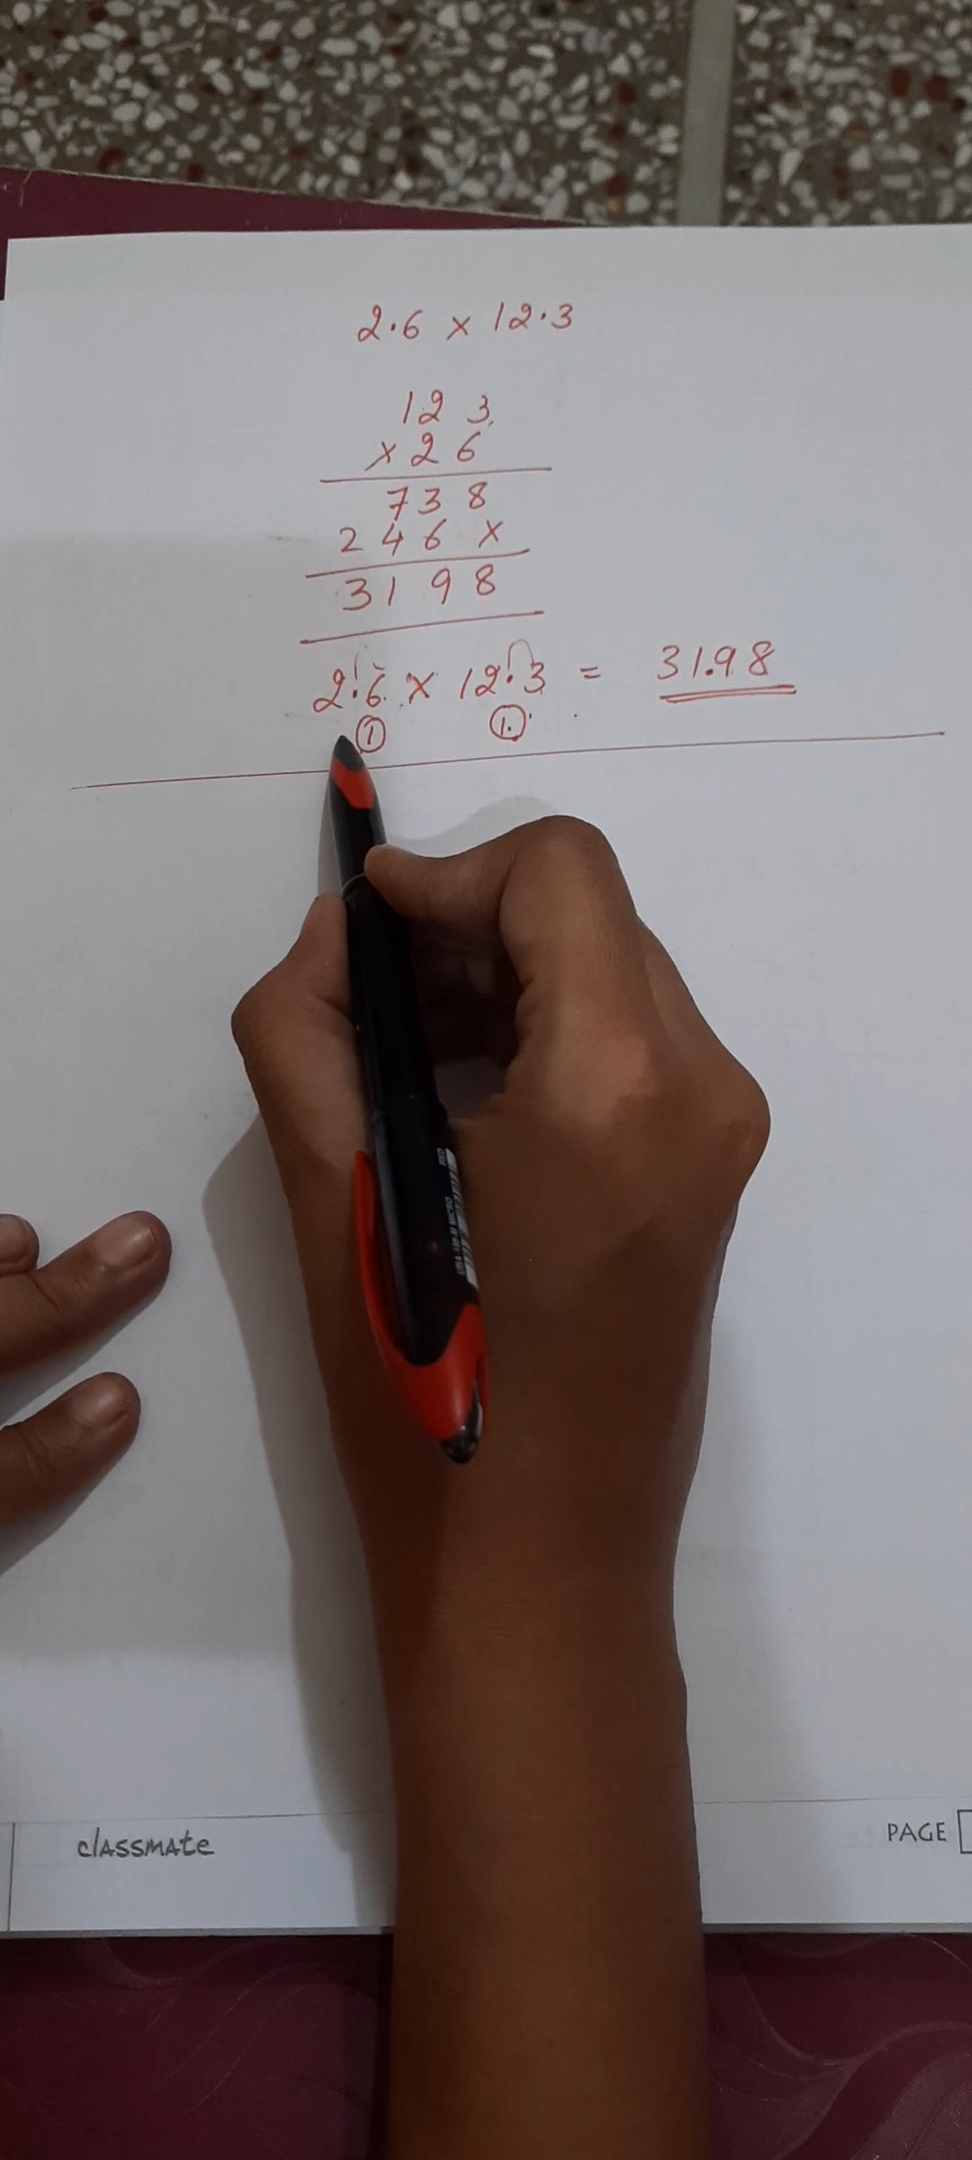 2.6 x 12.3
123
x 26
738
246 x
3198
2.6 x 12.3 = 31.98
1 1.
classmate PAGE